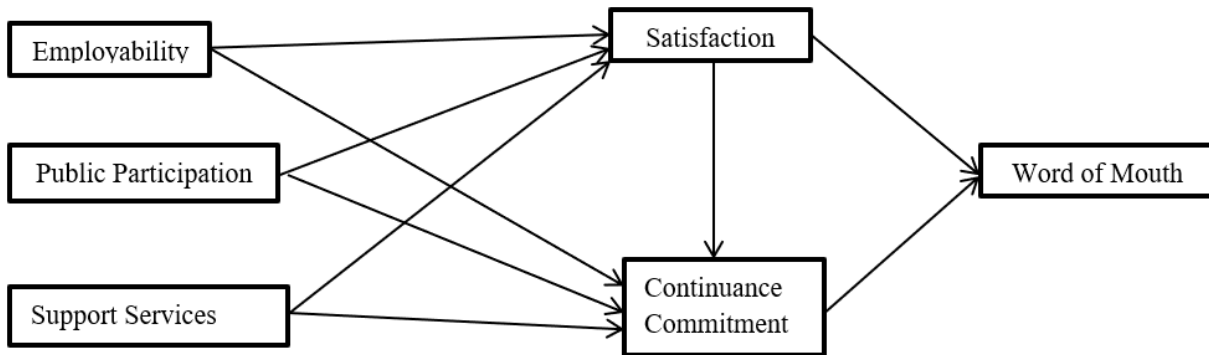 Employability
Satisfaction
Public Participation
Word of Mouth
Support Services
Continuance
Commitment